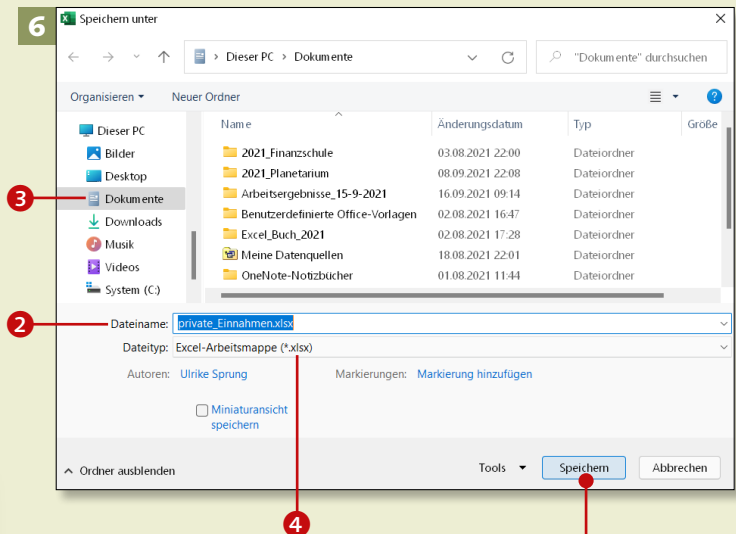 6
Speichern unter
Dieser PC > Dokumente
"Dokumente" durchsuchen
Organisieren Neuer Ordner
Dieser PC
Bilder
Desktop
Dokumente
Downloads
Musik
Videos
System (C:)
Name Änderungsdatum Typ Größe
2021_Finanzschule 03.08.2021 22:00 Dateiordner
2021_Planetarium 08.09.2021 22:08 Dateiordner
Arbeitsergebnisse_15-9-2021 16.09.2021 09:14 Dateiordner
Benutzerdefinierte Office-Vorlagen 02.08.2021 16:47 Dateiordner
Excel_Buch_2021 02.08.2021 17:28 Dateiordner
Meine Datenquellen 18.08.2021 22:01 Dateiordner
OneNote-Notizbücher 01.08.2021 11:44 Dateiordner
3
2
Dateiname: private_Einnahmen.xlsx
Dateityp: Excel-Arbeitsmappe (*.xlsx)
Autoren: Ulrike Sprung Markierungen: Markierung hinzufügen
Miniaturansicht
speichern
Ordner ausblenden Tools Speichern Abbrechen
4